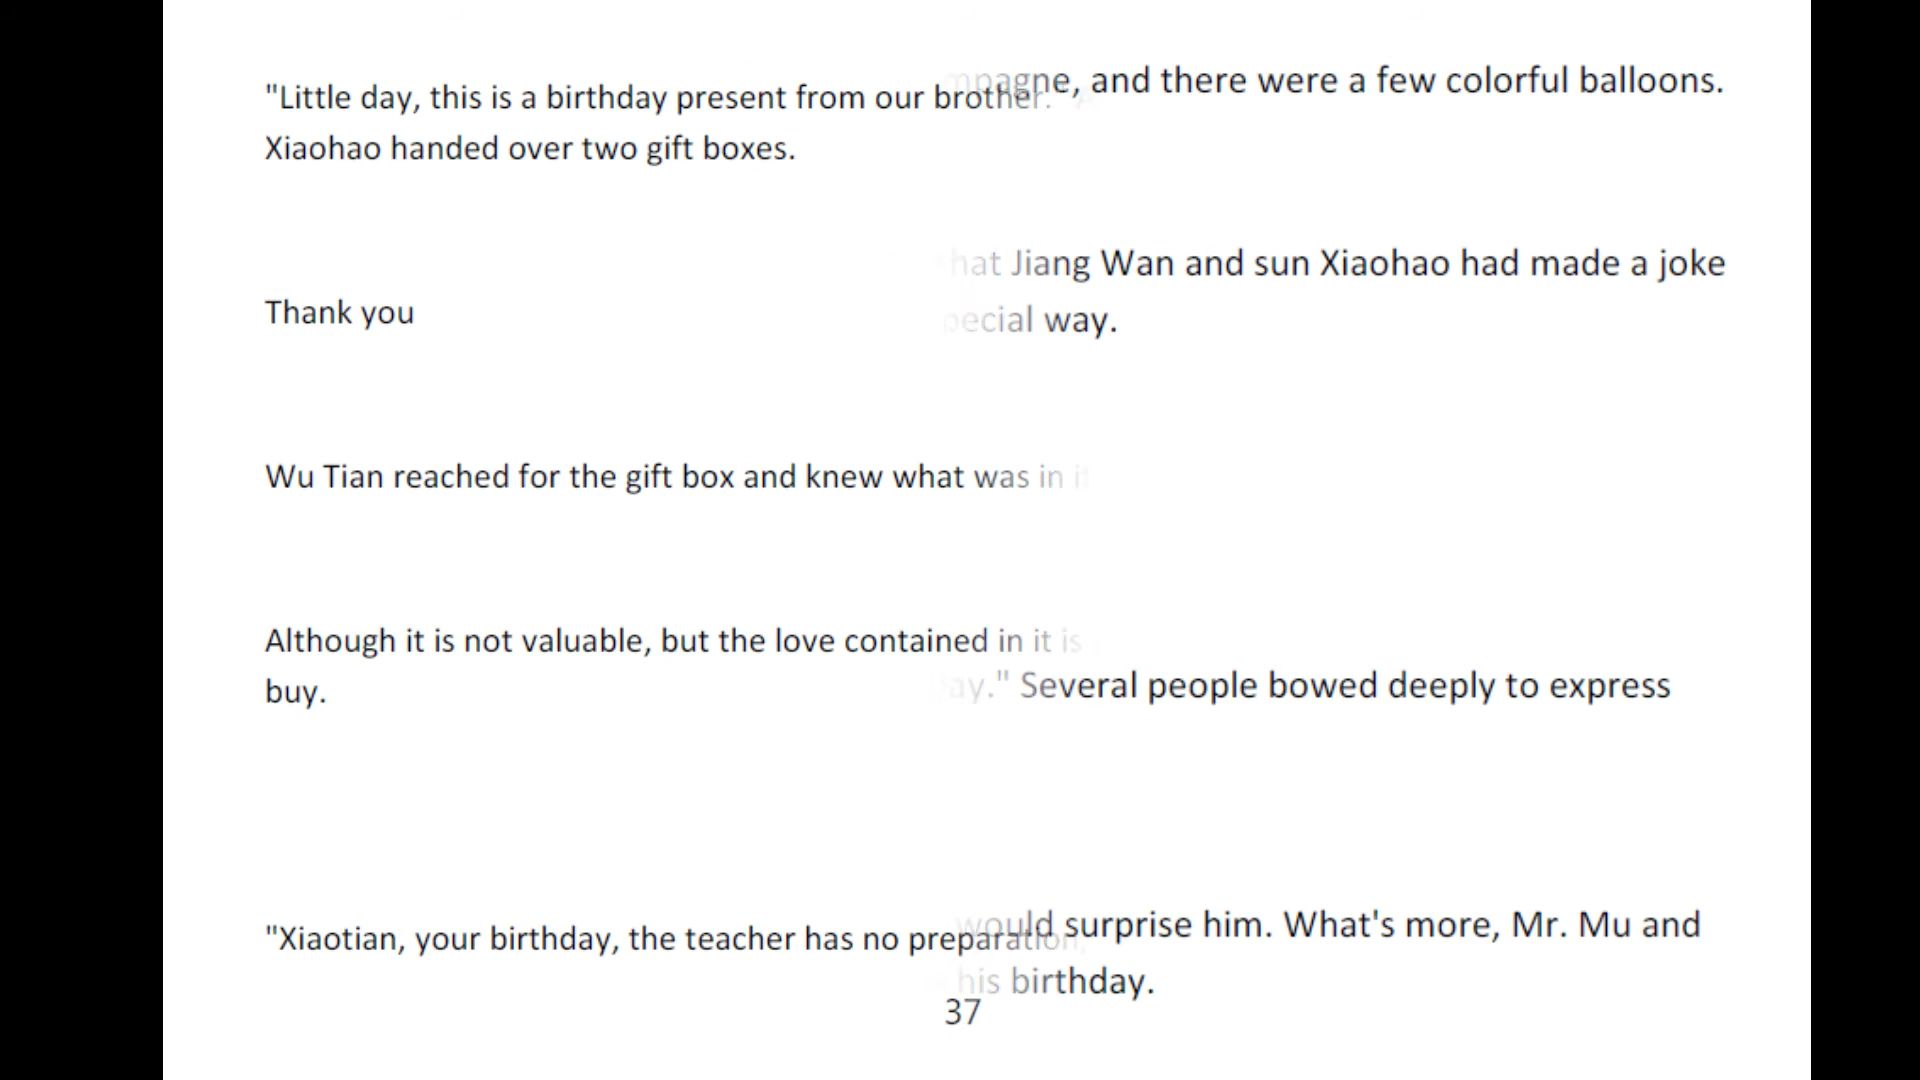 "Little day, this is a birthday present from our brother."
Xiaohao handed over two gift boxes.
Thank you
Wu Tian reached for the gift box and knew what was in
Although it is not valuable, but the love contained in it is
buy.
"Xiaotian, your birthday, the teacher has no preparation,
and there were a few colorful balloons.
Jiang Wan and sun Xiaohao had made a joke
way.
Several people bowed deeply to express
would surprise him. What's more, Mr. Mu and
his birthday.
37